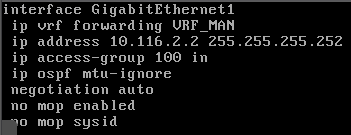 interface GigabitEthernet1
ip vrf forwarding VRF_MAN
ip address 10.116.2.2 255.255.255.252
ip access-group 100 in
ip ospf mtu-ignore
negotiation auto
no mop enabled
no mop sysid